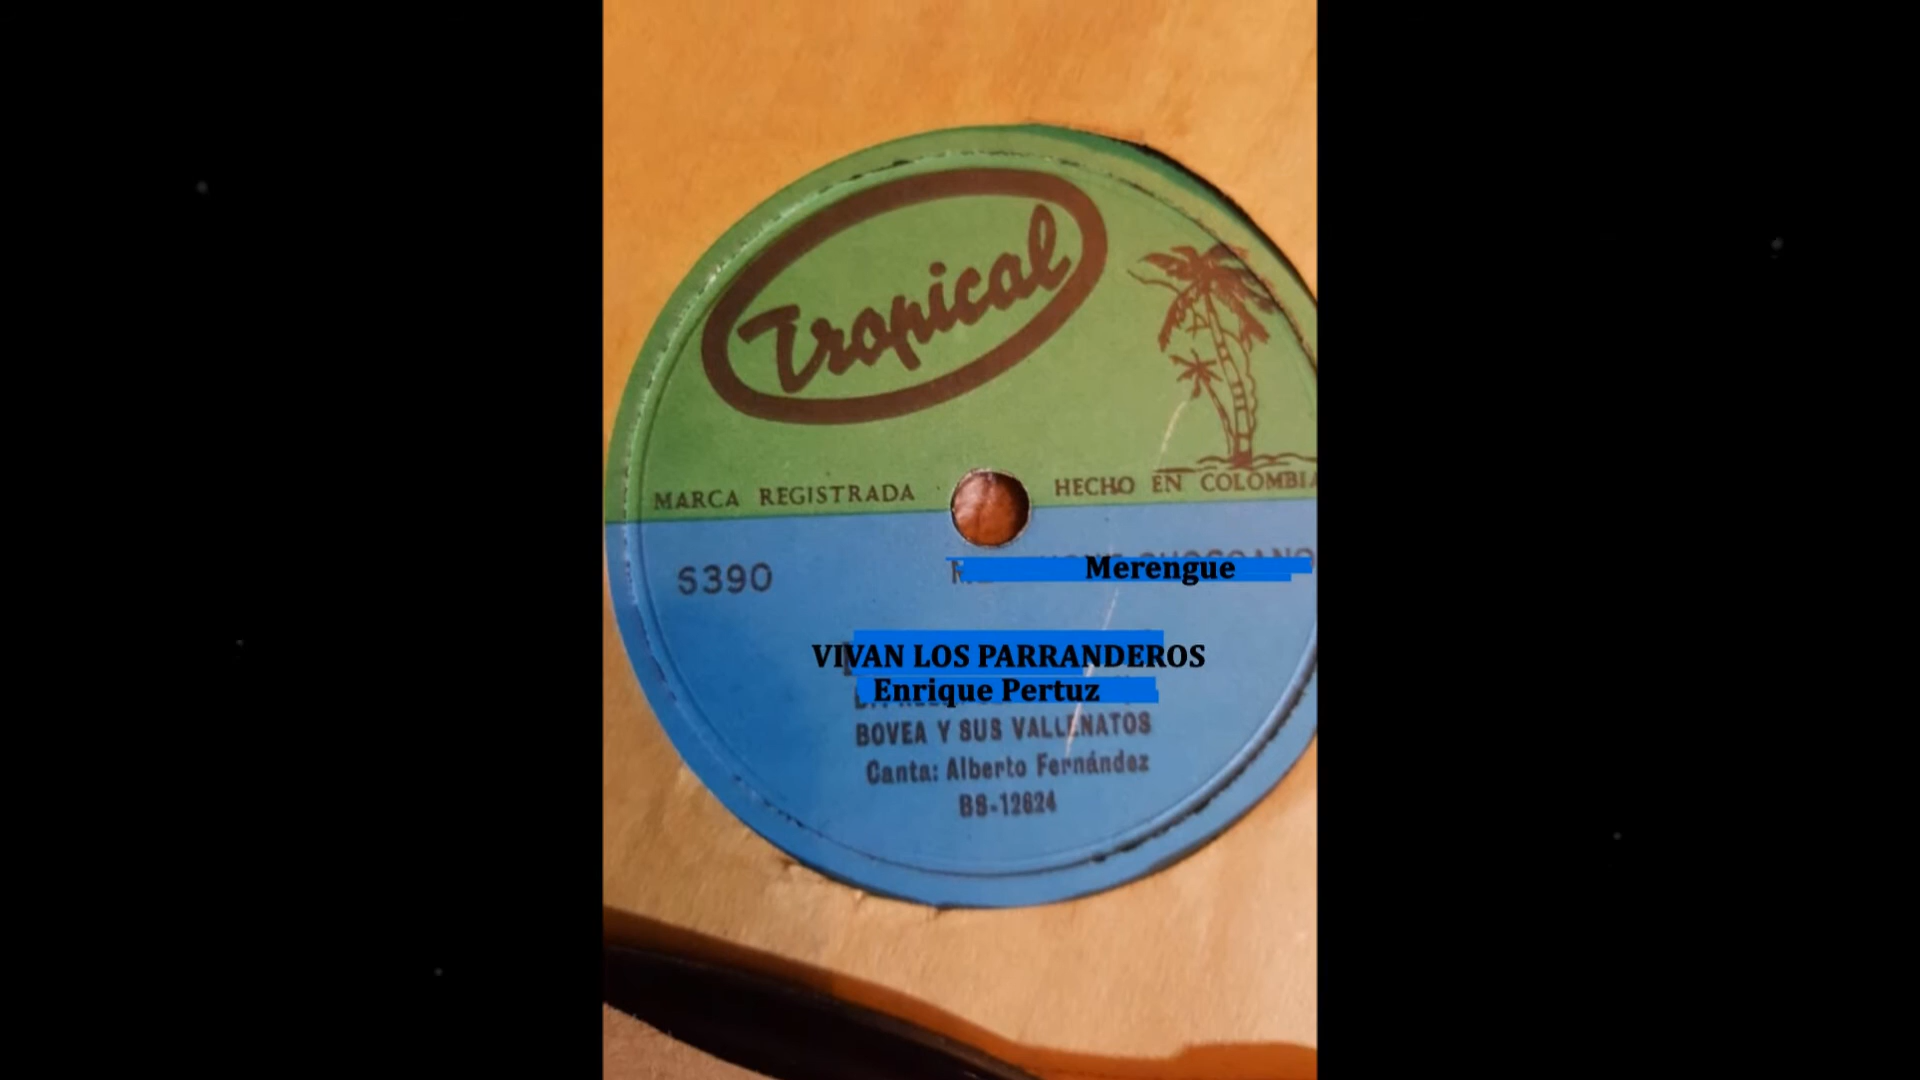 Tropical
MARCA REGISTRADA
HECHO EN COLOMBIA
5390
Merengue
VIVAN LOS PARRANDEROS
Enrique Pertuz
BOVEA Y SUS VALLENATOS
Canta: Alberto Fernández
BS-12624